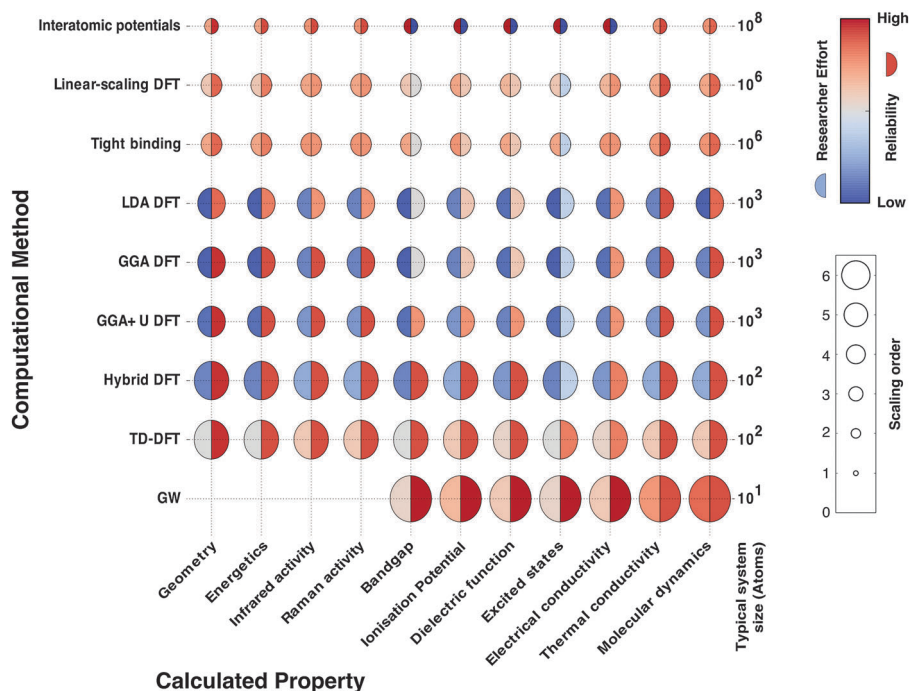 Computational Method
Interatomic potentials
Linear-scaling DFT
Tight binding
LDA DFT
GGA DFT
GGA+ U DFT
Hybrid DFT
TD-DFT
GW
10^8
10^6
10^6
10^3
10^3
10^3
10^2
10^2
10^1
Geometry
Energetics
Infrared activity
Raman activity
Bandgap
Ionisation Potential
Dielectric function
Excited states
Electrical conductivity
Thermal conductivity
Molecular dynamics
Typical system
size (Atoms)
Calculated Property
Researcher Effort
High
Reliability
Low
6
5
4
3
2
1
0
Scaling order